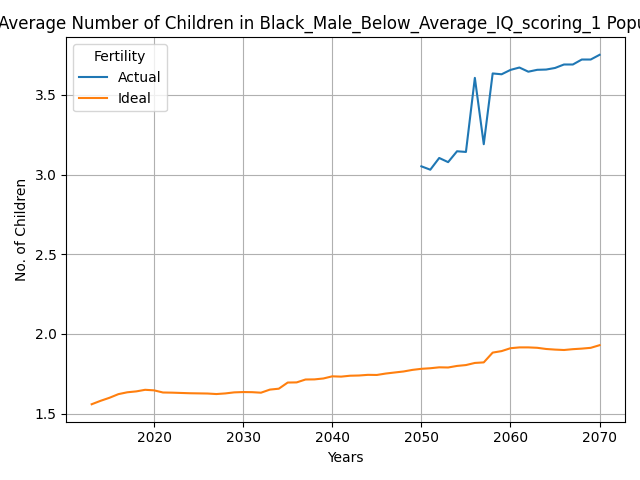 Average Number of Children in Black_Male_Below_Average_IQ_scoring_1 Popu
Fertility
Actual
Ideal
No. of Children
3.5
3.0
2.5
2.0
1.5
2020 2030 2040 2050 2060 2070
Years